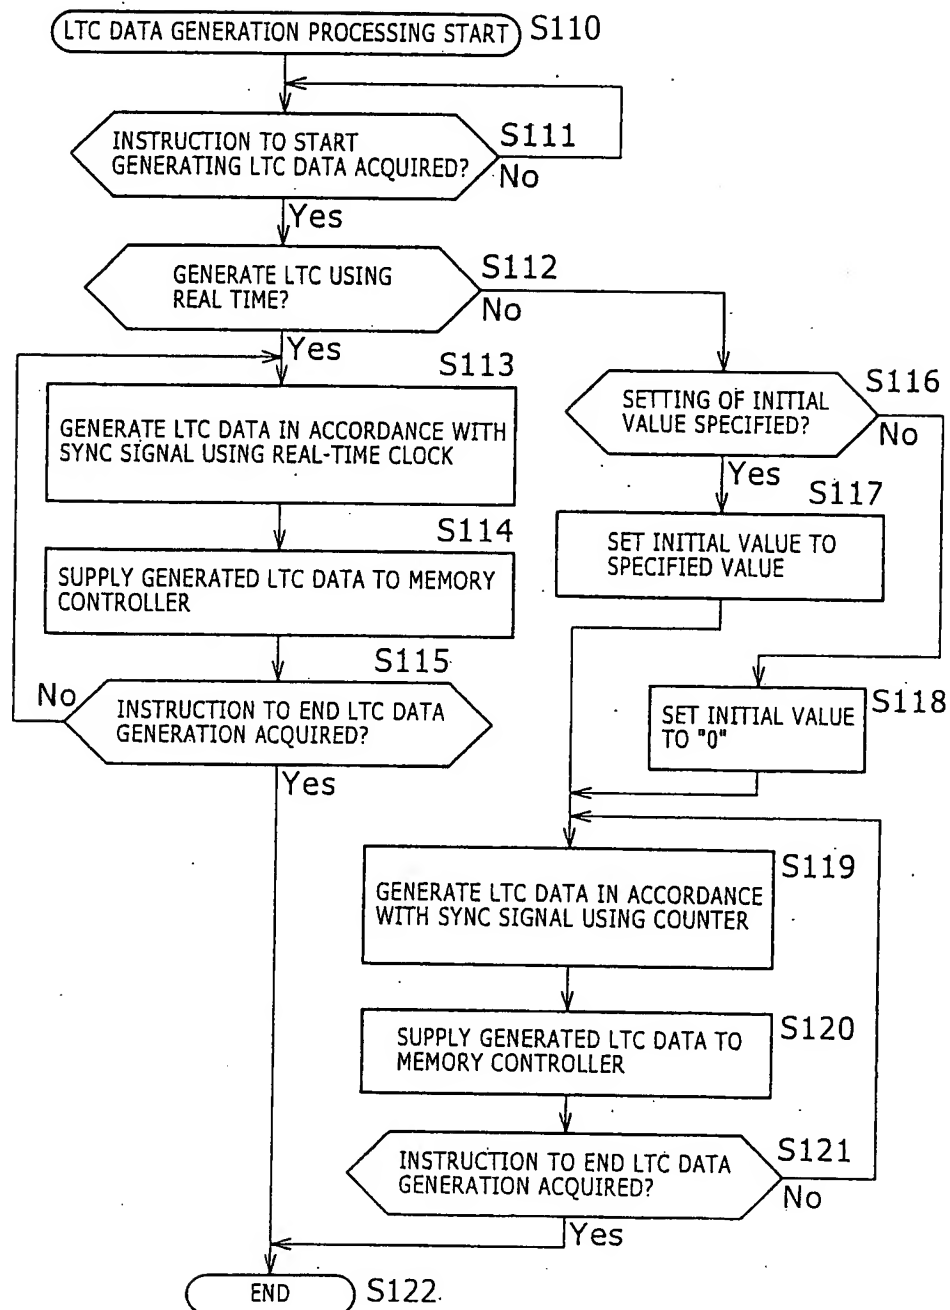 LTC DATA GENERATION PROCESSING START
S110
INSTRUCTION TO START
GENERATING LTC DATA ACQUIRED?
S111
No
Yes
GENERATE LTC USING
REAL TIME?
S112
No
Yes
S113
GENERATE LTC DATA IN ACCORDANCE WITH
SYNC SIGNAL USING REAL-TIME CLOCK
S114
SUPPLY GENERATED LTC DATA TO MEMORY
CONTROLLER
S115
No
INSTRUCTION TO END LTC DATA
GENERATION ACQUIRED?
Yes
S116
SETTING OF INITIAL
VALUE SPECIFIED?
No
Yes
S117
SET INITIAL VALUE TO
SPECIFIED VALUE
S118
SET INITIAL VALUE
TO "0"
S119
GENERATE LTC DATA IN ACCORDANCE
WITH SYNC SIGNAL USING COUNTER
S120
SUPPLY GENERATED LTC DATA TO
MEMORY CONTROLLER
S121
INSTRUCTION TO END LTC DATA
GENERATION ACQUIRED?
No
Yes
END
S122